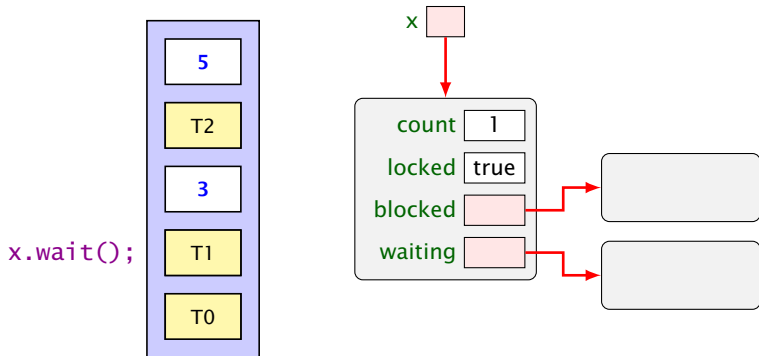 5
T2
3
x.wait();
T1
T0
x
count
1
locked
true
blocked
waiting